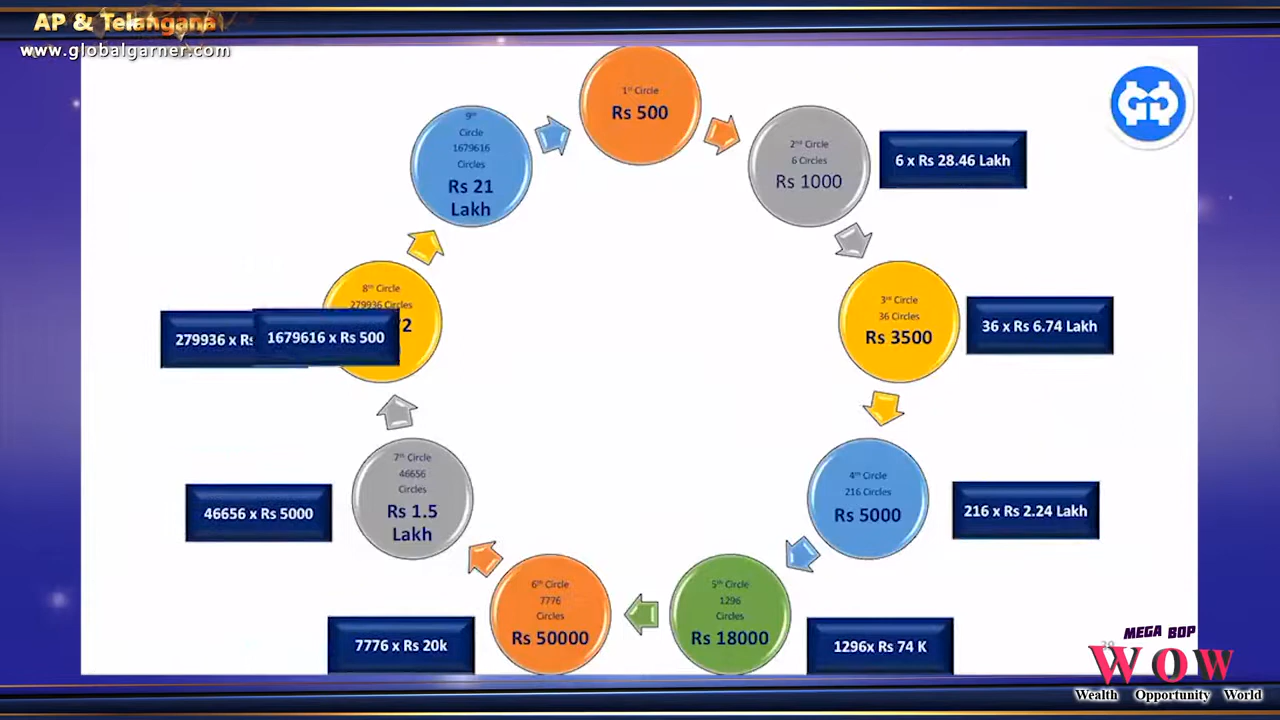 AP & Telangana
www.globalgarner.com
1st Circle
Rs 500
2nd Circle
6 Circles
Rs 1000
6 x Rs 28.46 Lakh
3rd Circle
36 Circles
Rs 3500
36 x Rs 6.74 Lakh
4th Circle
216 Circles
Rs 5000
216 x Rs 2.24 Lakh
5th Circle
1296
Circles
Rs 18000
1296x Rs 74 K
6th Circle
7776
Circles
Rs 50000
7776 x Rs 20k
7th Circle
46656
Circles
Rs 1.5
Lakh
46656 x Rs 5000
8th Circle
279936 Circles
279936 x
1679616 x Rs 500
9th
Circle
1679616
Circles
Rs 21
Lakh
MEGA BOP
WOW
Wealth Opportunity World